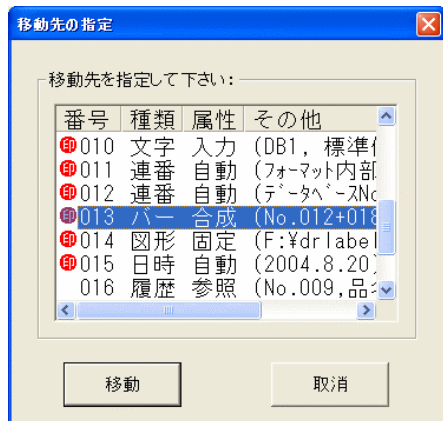 移動先の指定
移動先を指定して下さい:
番号 種類 属性 その他
印010 文字 入力 (DB1, 標準
印011 連番 自動 (フォーマット内部
印012 連番 自動 (データベースNo
印013 バー 合成 (No.012+018
印014 図形 固定 (F:¥drlabel
印015 日時 自動 (2004.8.20)
016 履歴 参照 (No.009,品
移動 取消